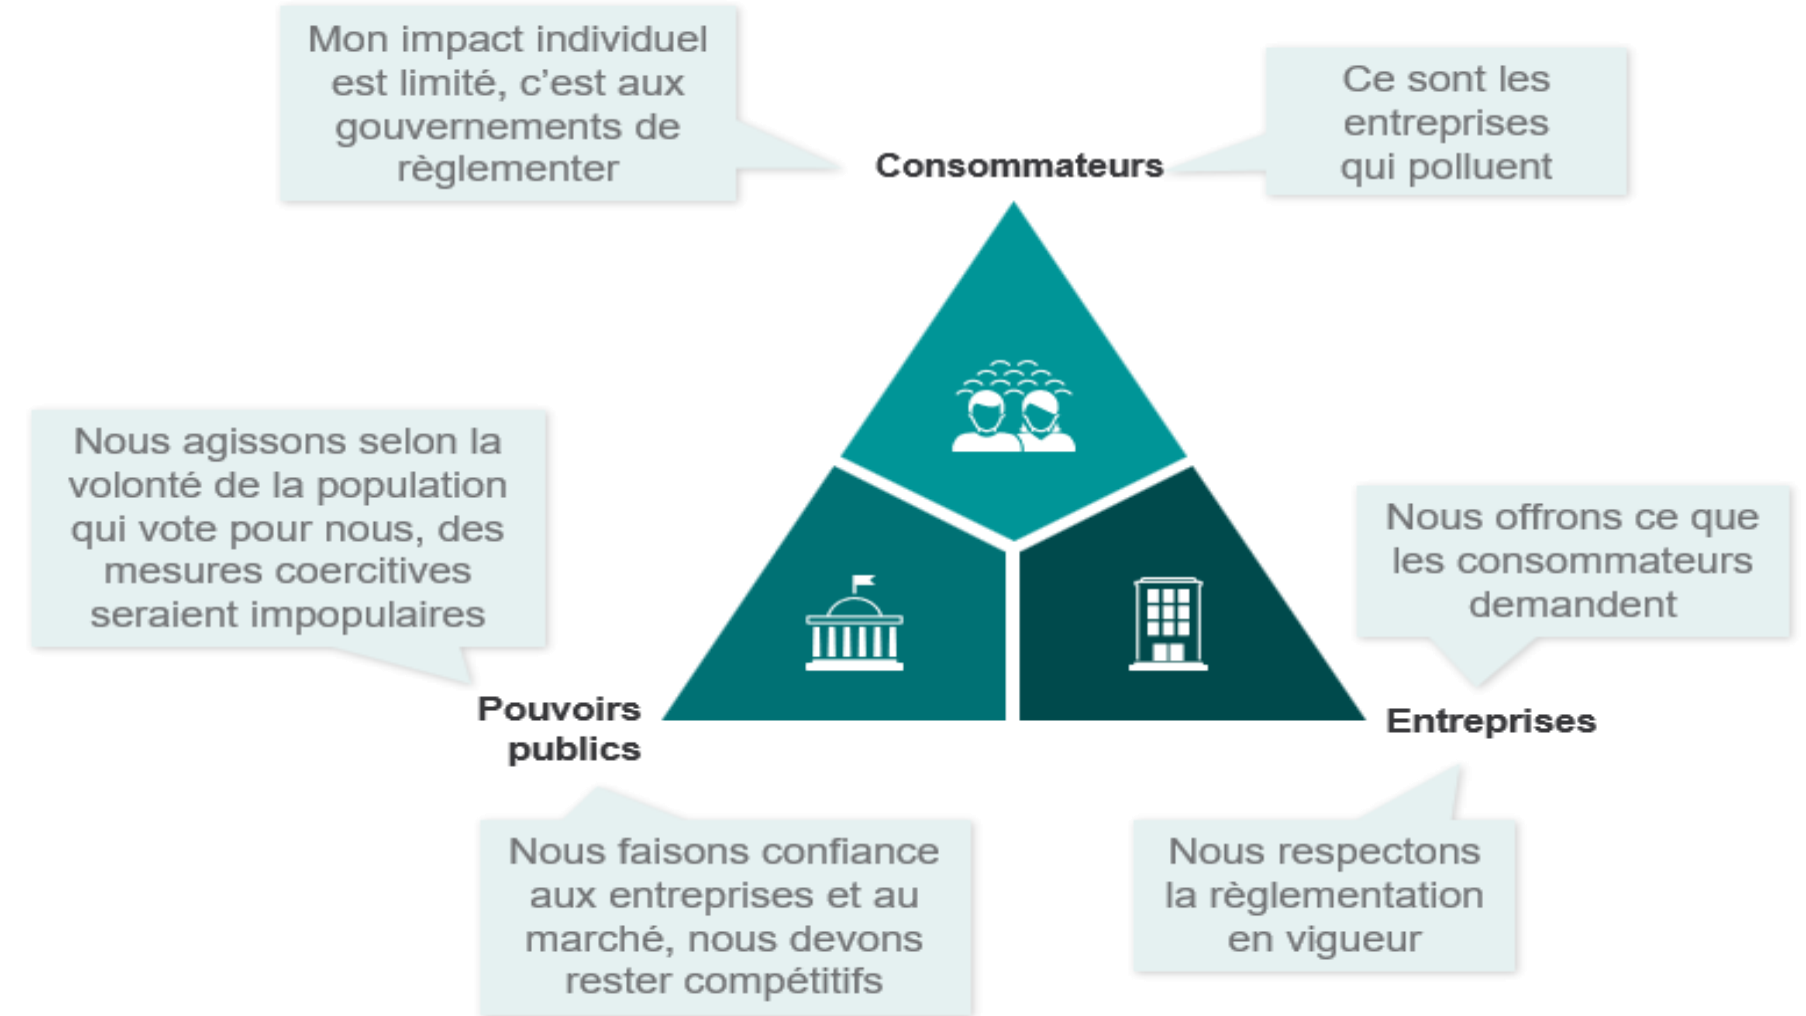 Mon impact individuel
est limité, c’est aux
gouvernements de
règlementer
Ce sont les
entreprises
qui polluent
Consommateurs
Nous agissons selon la
volonté de la population
qui vote pour nous, des
mesures coercitives
seraient impopulaires
Nous offrons ce que
les consommateurs
demandent
Pouvoirs
publics
Entreprises
Nous faisons confiance
aux entreprises et au
marché, nous devons
rester compétitifs
Nous respectons
la règlementation
en vigueur